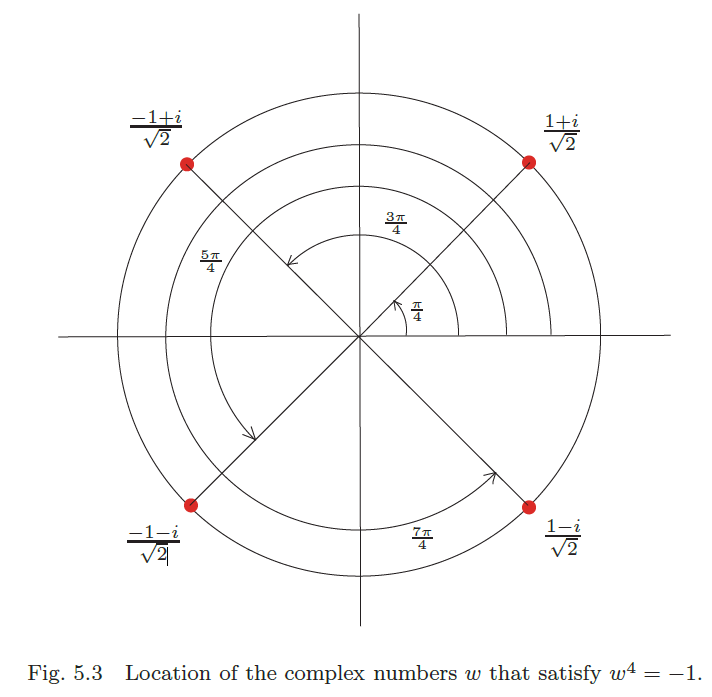 \frac{-1+i}{\sqrt{2}}
\frac{1+i}{\sqrt{2}}
\frac{3\pi}{4}
\frac{5\pi}{4}
\frac{\pi}{4}
\frac{-1-i}{\sqrt{2}}
\frac{7\pi}{4}
\frac{1-i}{\sqrt{2}}
Fig. 5.3 Location of the complex numbers w that satisfy w⁴ = −1.